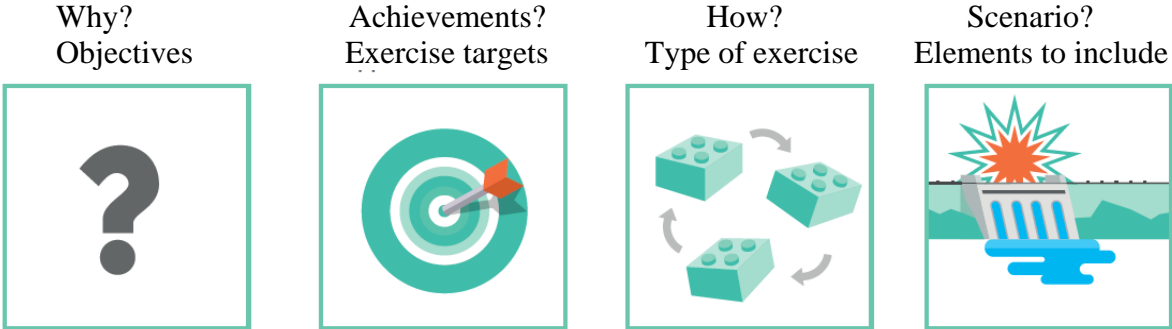 Why?
Objectives
Achievements?
Exercise targets
How?
Type of exercise
Scenario?
Elements to include